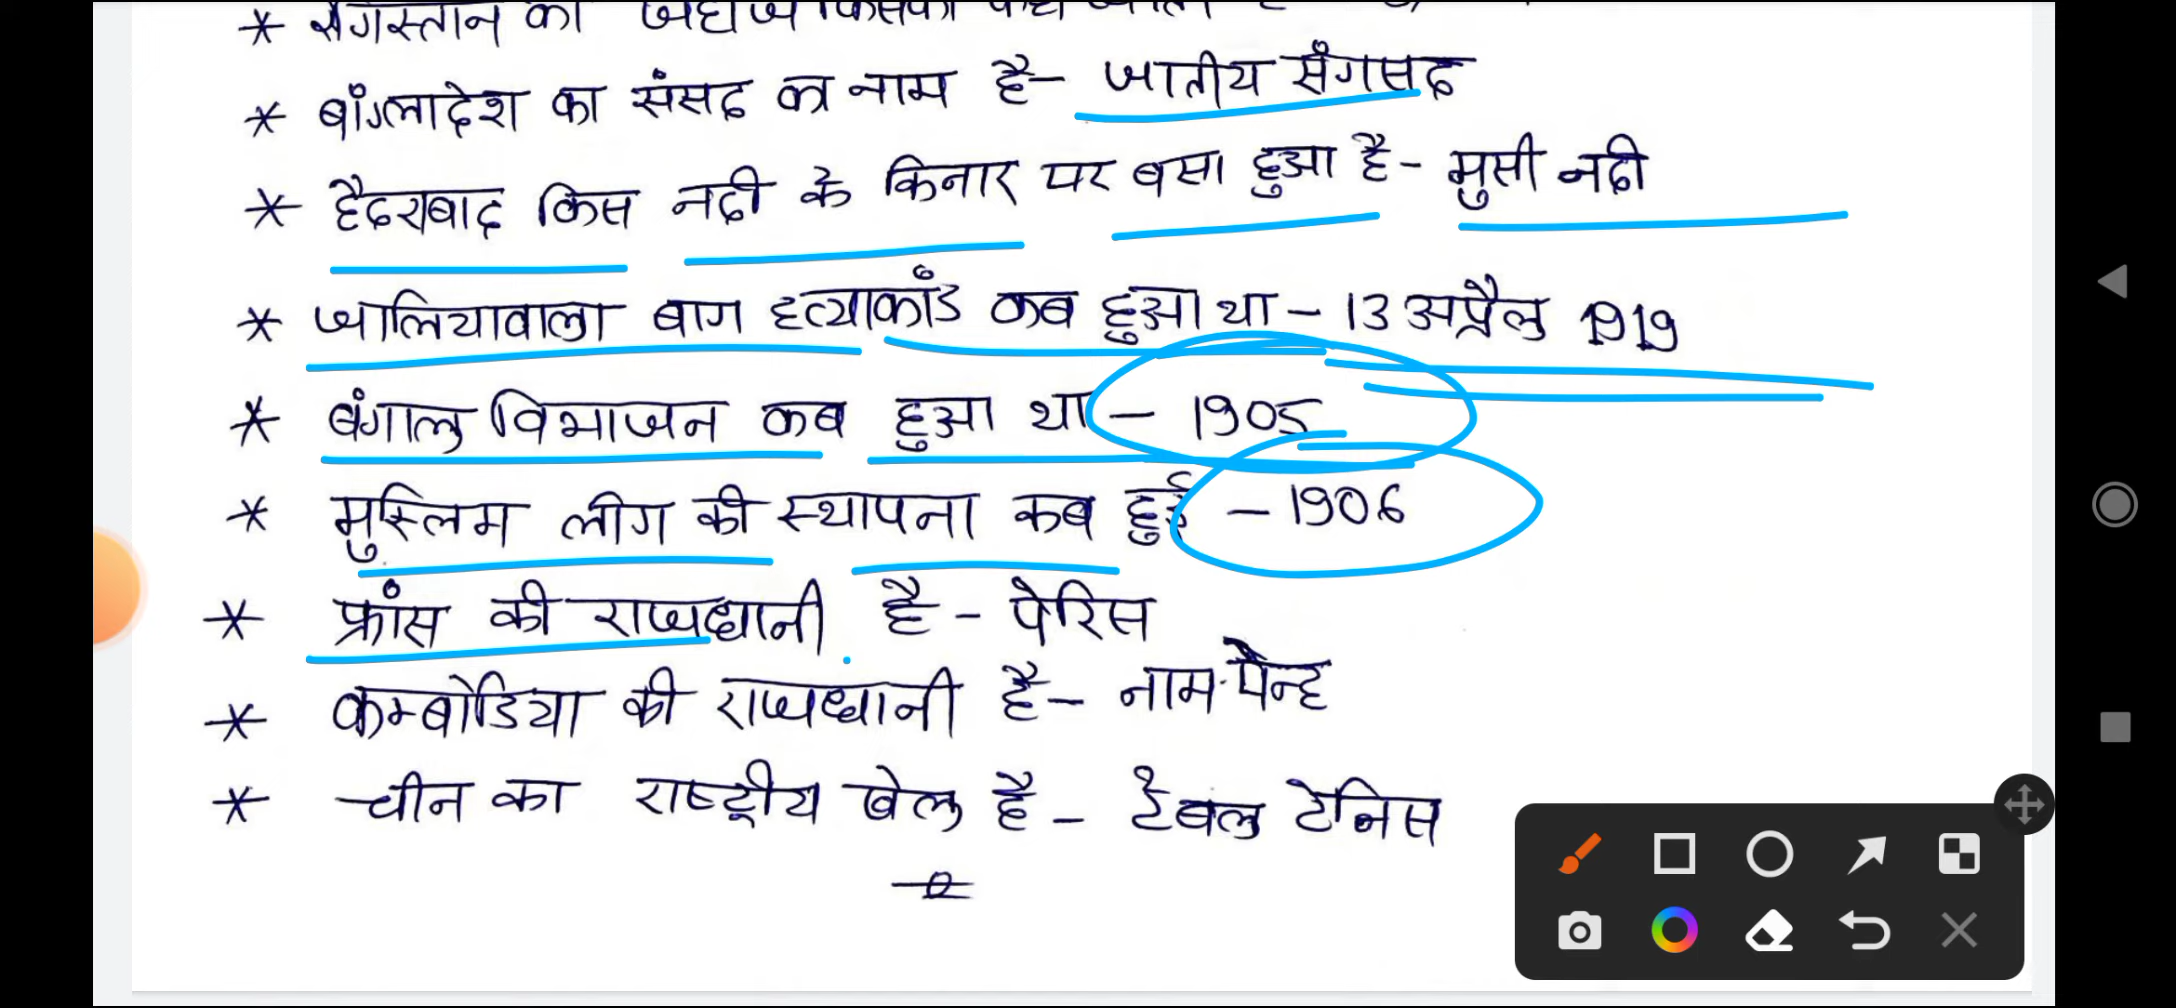 * बांग्लादेश का संसद का नाम है- जातीय संगसद
* हैदराबाद किस नदी के किनार पर बसा हुआ है- मुसी नदी
* जालियावाला बाग हत्याकांड कब हुआ था - 13 अप्रैल 1919
* बंगाल विभाजन कब हुआ था - 1905
* मुस्लिम लीग की स्थापना कब हुई - 1906
* फ्रांस की राजधानी है - पेरिस
* कम्बोडिया की राजधानी है- नाम पैन्ह
* चीन का राष्ट्रीय खेल है - टेबल टेनिस